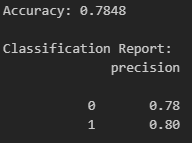 Accuracy: 0.7848
Classification Report:
precision
0 0.78
1 0.80